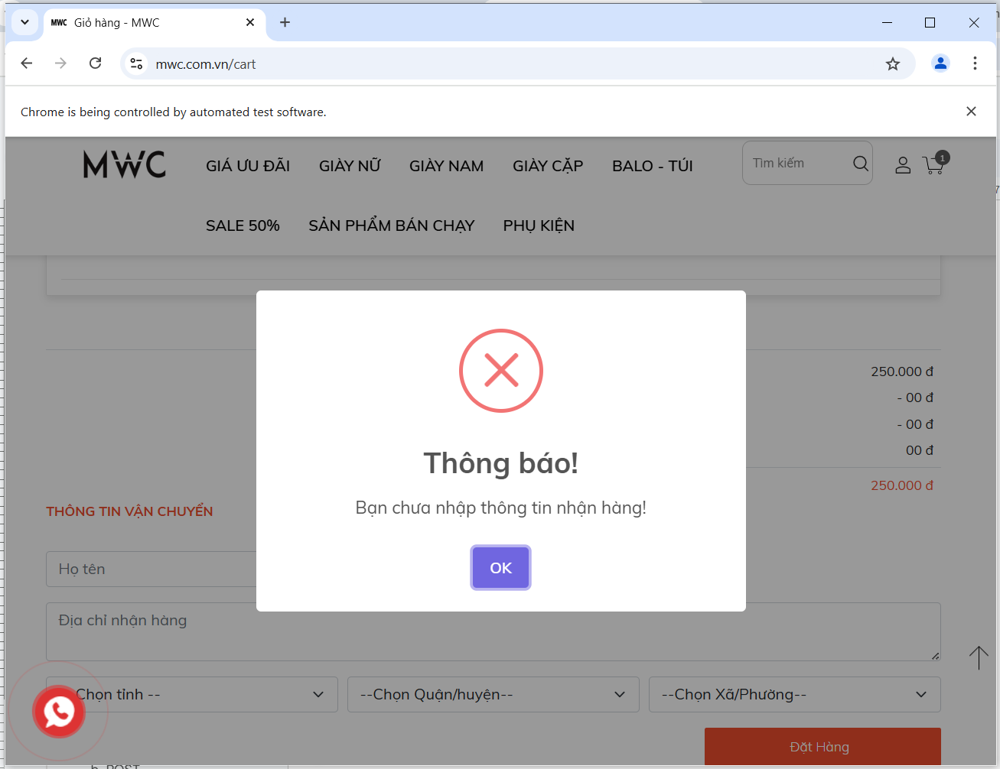 MWC Giỏ hàng - MWC
mwc.com.vn/cart
Chrome is being controlled by automated test software.
MWC
GIÁ ƯU ĐÃI GIÀY NỮ GIÀY NAM GIÀY CẶP BALO - TÚI
Tìm kiếm
1
SALE 50% SẢN PHẨM BÁN CHẠY PHỤ KIỆN
250.000 đ
- 00 đ
- 00 đ
00 đ
250.000 đ
Thông báo!
Bạn chưa nhập thông tin nhận hàng!
OK
THÔNG TIN VẬN CHUYỂN
Họ tên
Địa chỉ nhận hàng
Chọn tỉnh --
--Chọn Quận/huyện--
--Chọn Xã/Phường--
Đặt Hàng